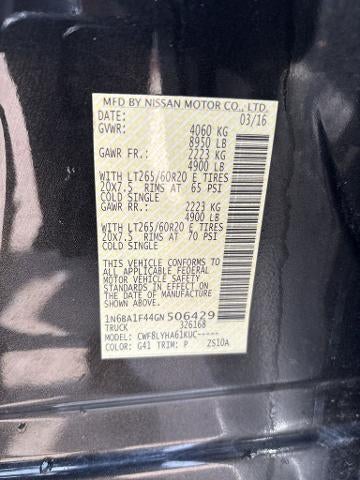 MFD BY NISSAN MOTOR CO., LTD.
DATE: 03/16
GVWR: 4060 KG
8950 LB
GAWR FR.: 2223 KG
4900 LB
WITH LT265/60R20 E TIRES
20X7.5 RIMS AT 65 PSI
COLD SINGLE
GAWR RR.: 2223 KG
4900 LB
WITH LT265/60R20 E TIRES
20X7.5 RIMS AT 70 PSI
COLD SINGLE
THIS VEHICLE CONFORMS
TO ALL APPLICABLE
FEDERAL MOTOR VEHICLE
SAFETY STANDARDS IN
EFFECT ON THE DATE OF
MANUFACTURE
SHOWN ABOVE.
1N6BA1F44GN506429
TRUCK 326168
MODEL: CWF8LYHA61KUC-----
COLOR: G41 TRIM: P ZS10A